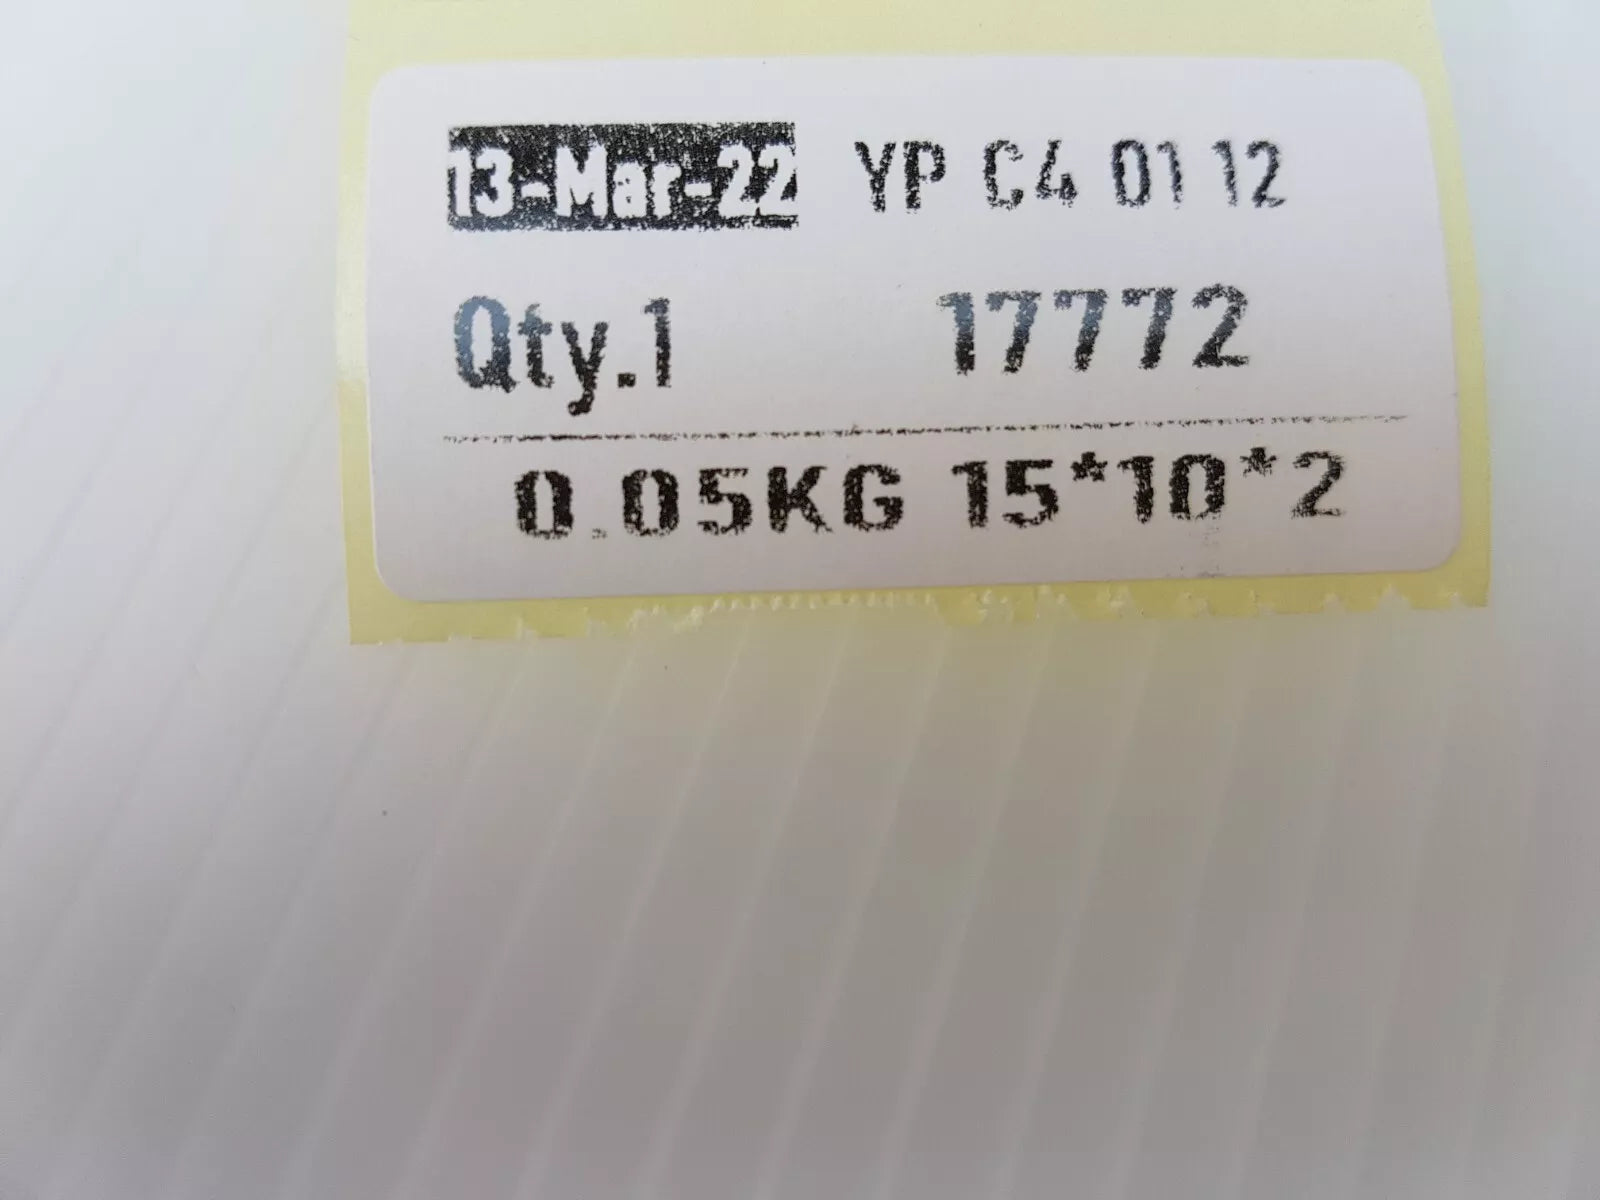 13-Mar-22 YP C4 01 12
Qty.1 17772
0.05KG 15*10*2